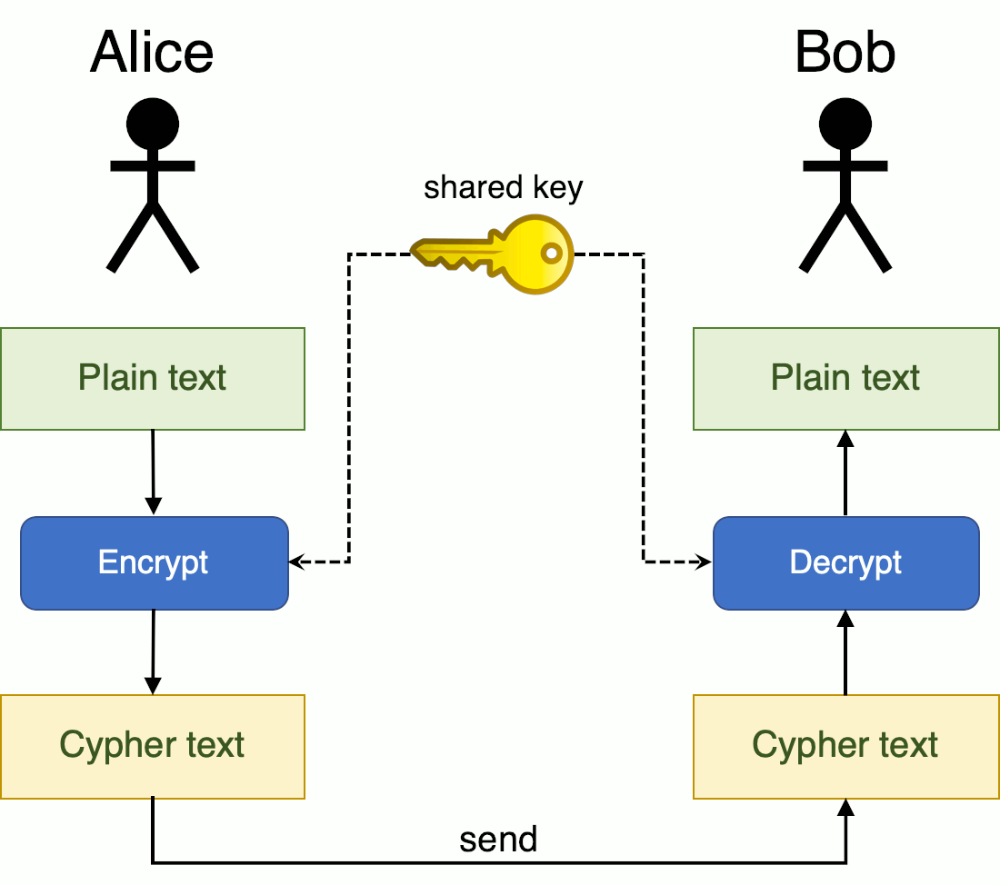 Alice
Bob
shared key
Plain text
Plain text
Encrypt
Decrypt
Cypher text
Cypher text
send